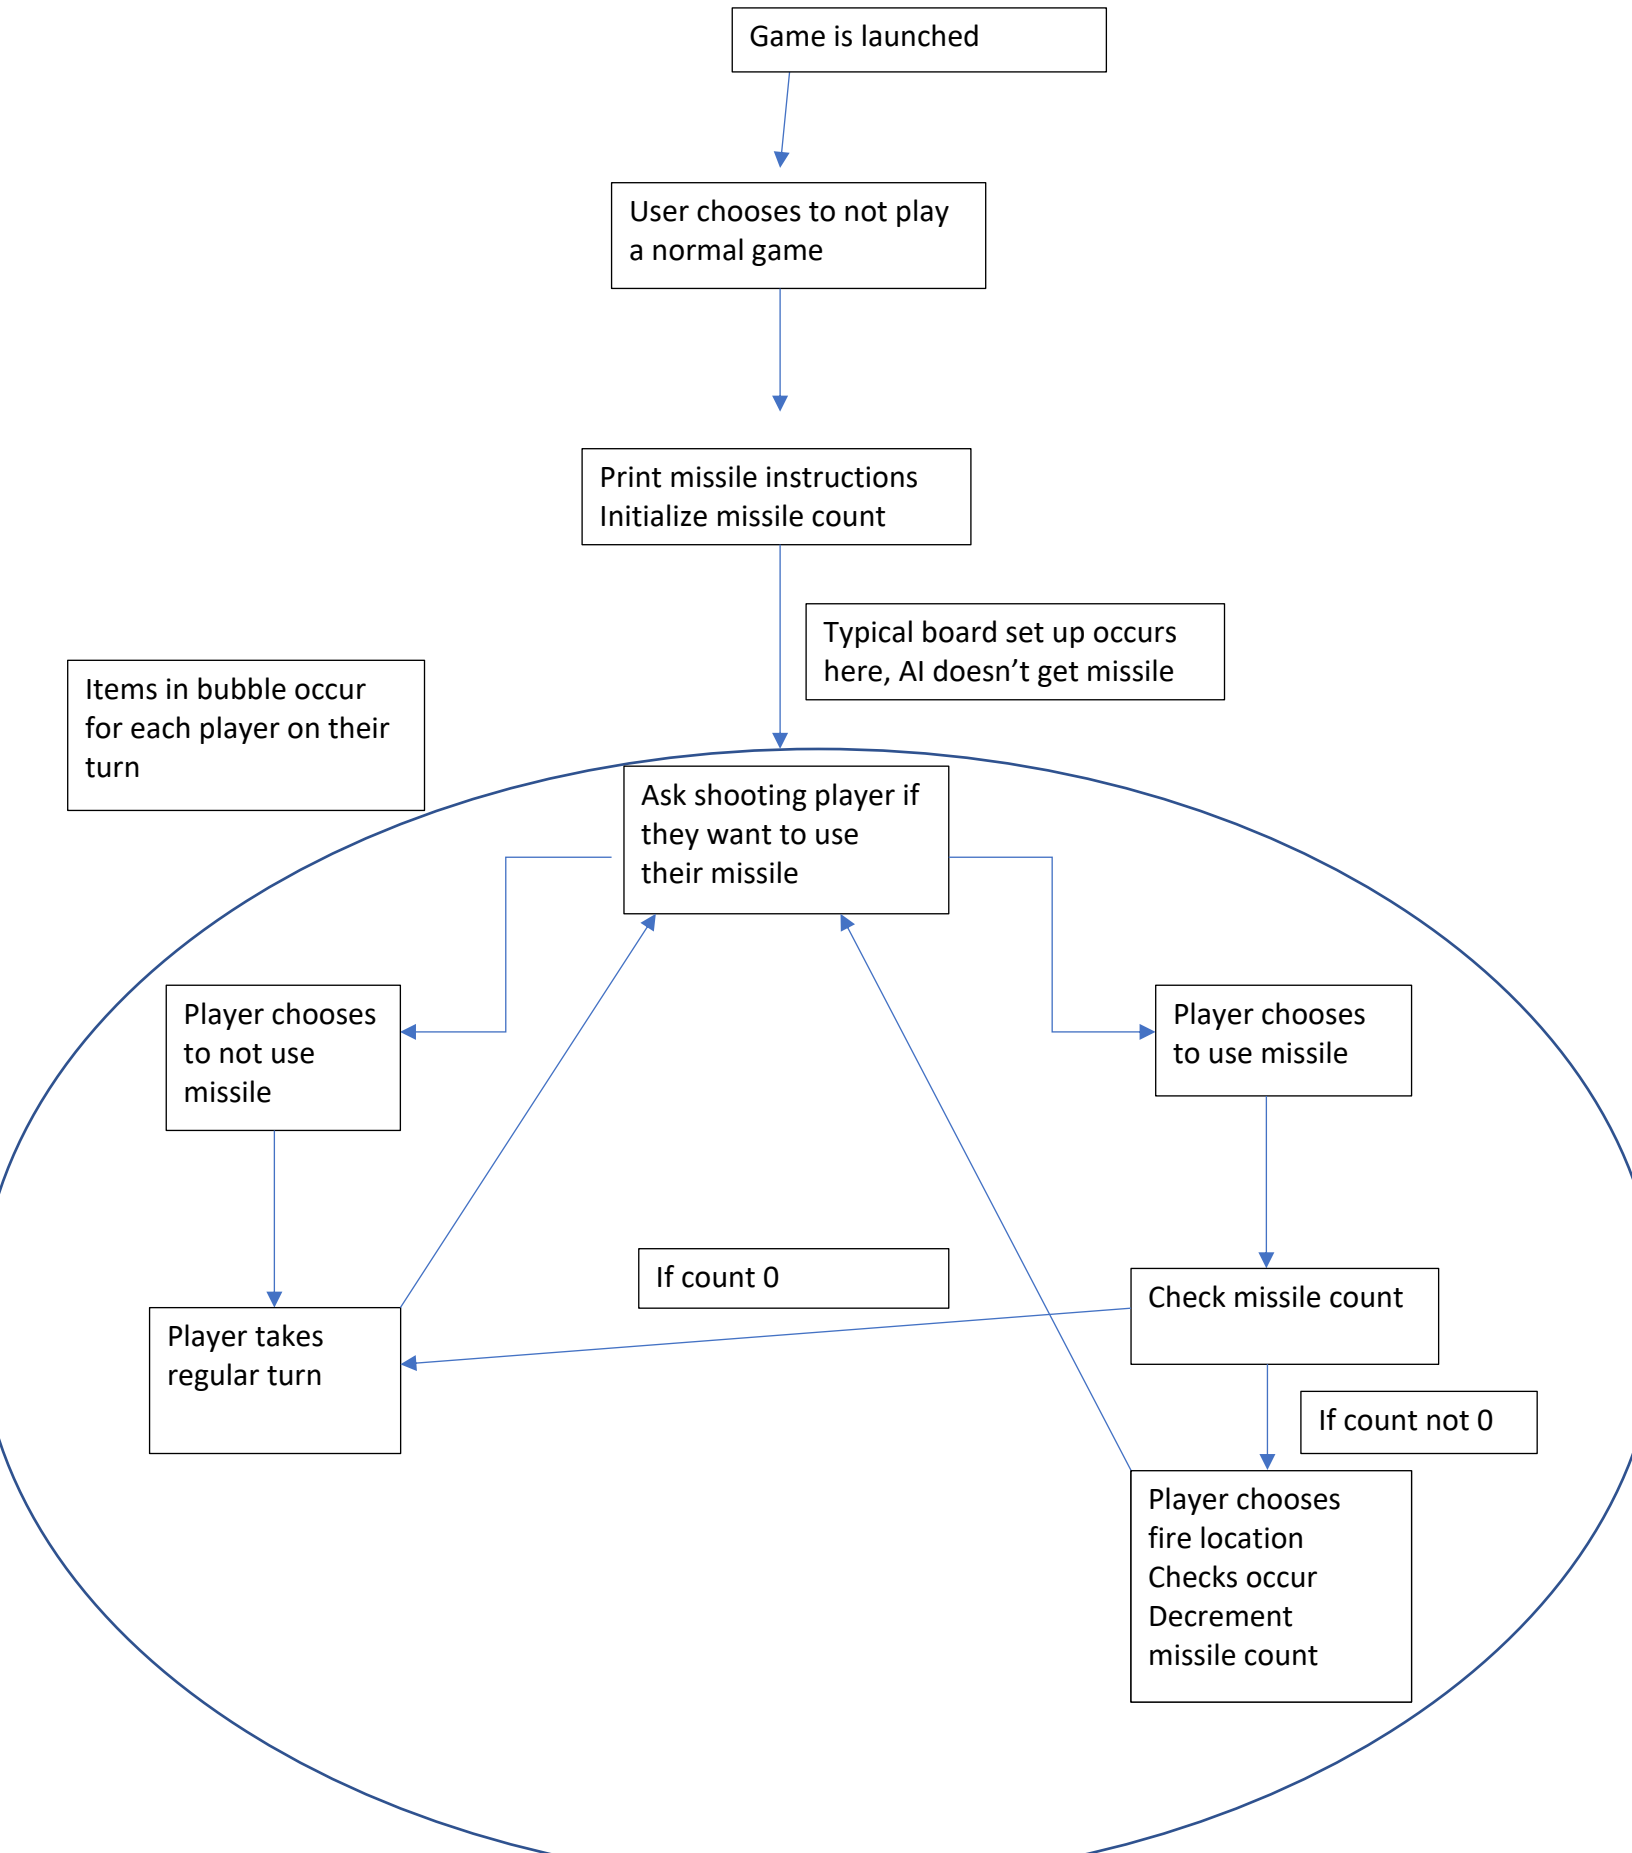 Game is launched
User chooses to not play
a normal game
Print missile instructions
Initialize missile count
Typical board set up occurs
here, AI doesn’t get missile
Items in bubble occur
for each player on their
turn
Ask shooting player if
they want to use
their missile
Player chooses
to not use
missile
Player chooses
to use missile
If count 0
Check missile count
Player takes
regular turn
If count not 0
Player chooses
fire location
Checks occur
Decrement
missile count